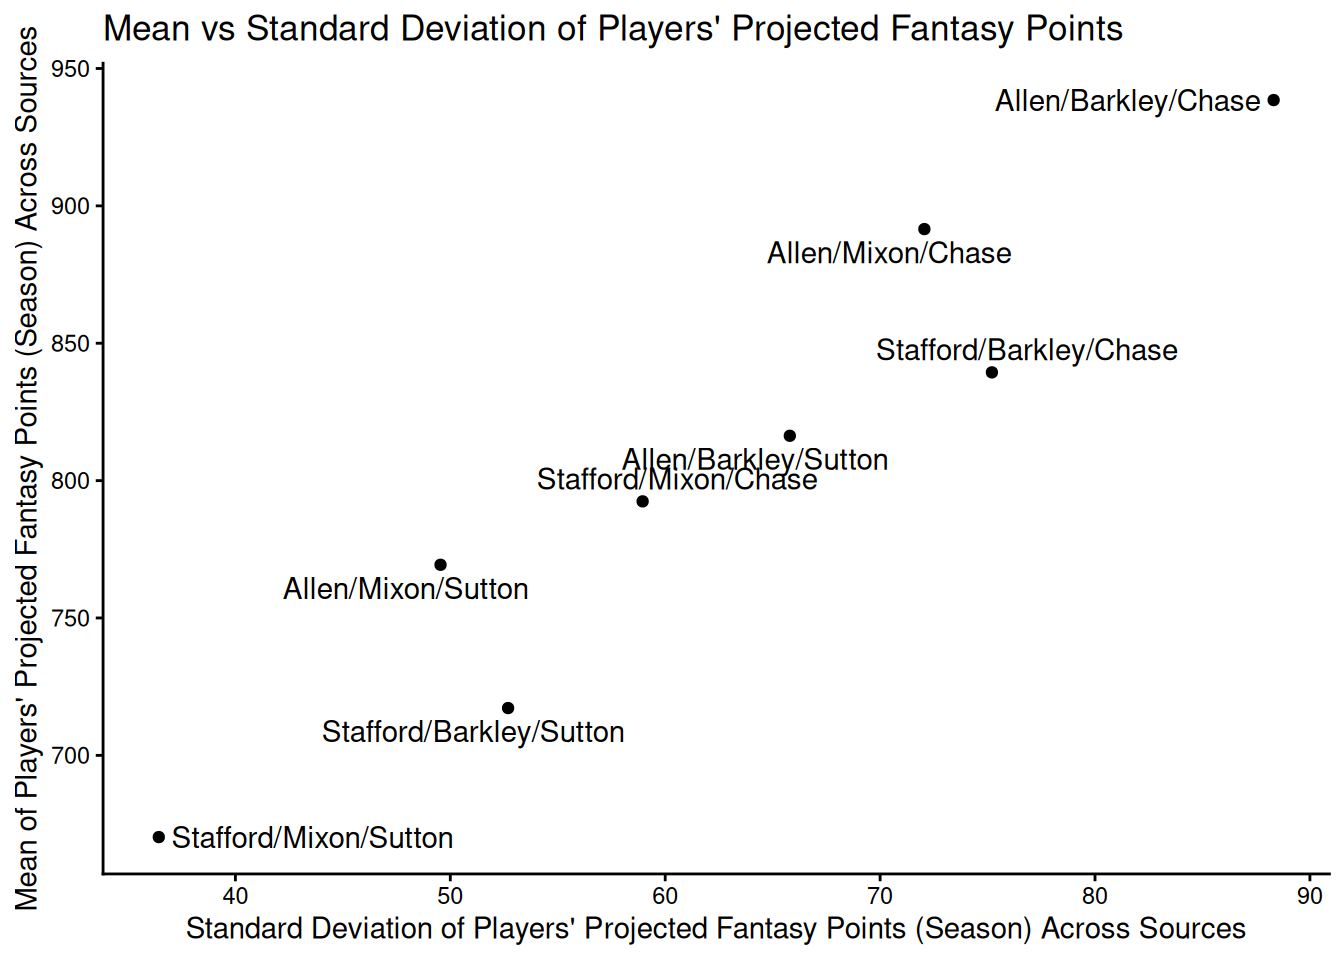 Mean vs Standard Deviation of Players' Projected Fantasy Points
Mean of Players' Projected Fantasy Points (Season) Across Sources
950
900
850
800
750
700
Allen/Barkley/Chase
Allen/Mixon/Chase
Stafford/Barkley/Chase
Allen/Barkley/Sutton
Stafford/Mixon/Chase
Allen/Mixon/Sutton
Stafford/Barkley/Sutton
Stafford/Mixon/Sutton
40 50 60 70 80 90
Standard Deviation of Players' Projected Fantasy Points (Season) Across Sources